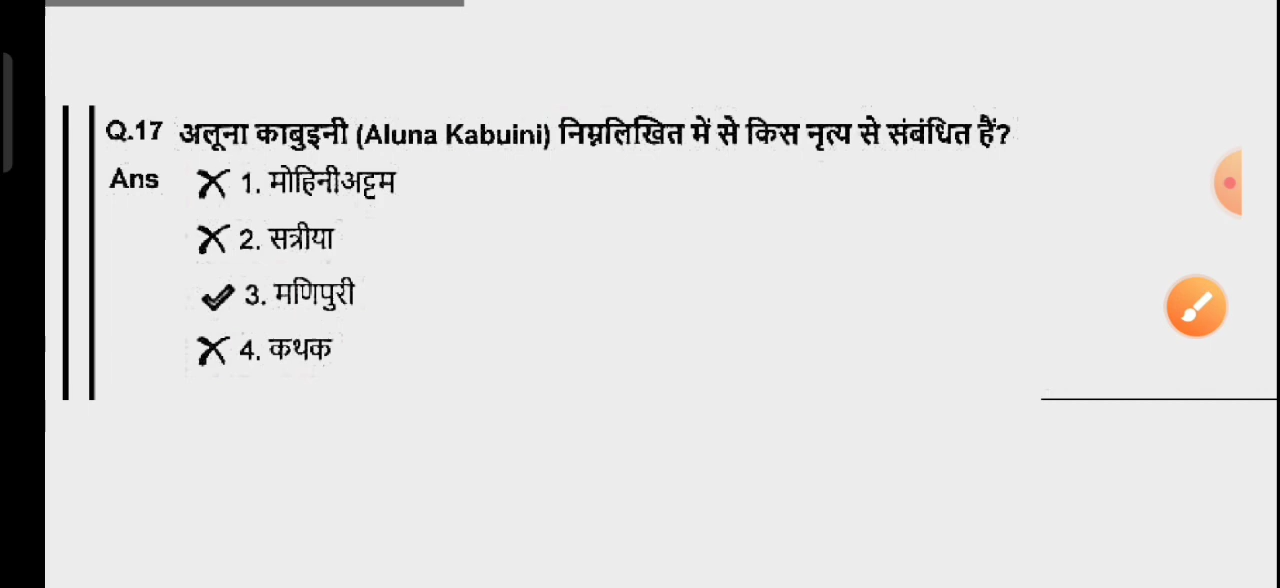 Q.17 अलूना काबुइनी (Aluna Kabuini) निम्नलिखित में से किस नृत्य से संबंधित हैं?
Ans 1. मोहिनीअट्टम
2. सत्रीया
3. मणिपुरी
4. कथक